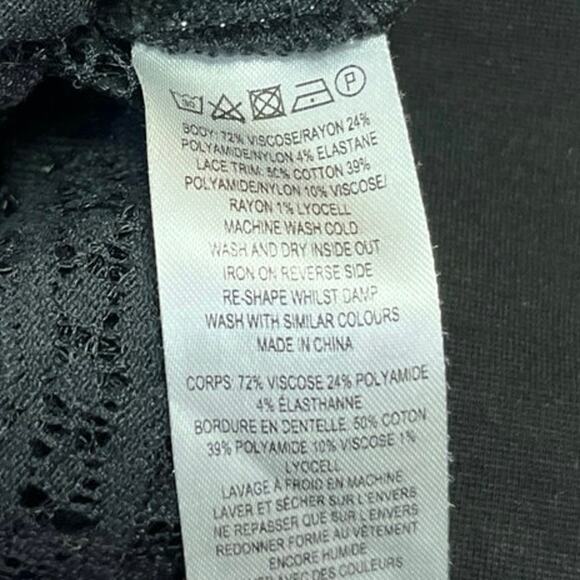 30 P
BODY: 72% VISCOSE/RAYON 24%
POLYAMIDE/NYLON 4% ELASTANE
LACE TRIM: 50% COTTON 39%
POLYAMIDE/NYLON 10% VISCOSE/
RAYON 1% LYOCELL
MACHINE WASH COLD
WASH AND DRY INSIDE OUT
IRON ON REVERSE SIDE
RE-SHAPE WHILST DAMP
WASH WITH SIMILAR COLOURS
MADE IN CHINA
CORPS: 72% VISCOSE 24% POLYAMIDE
4% ÉLASTHANNE
BORDURE EN DENTELLE: 50% COTON
39% POLYAMIDE 10% VISCOSE 1%
LYOCELL
LAVAGE À FROID EN MACHINE
LAVER ET SÉCHER SUR L'ENVERS
NE REPASSER QUE SUR L'ENVERS
REDONNER FORME AU VÊTEMENT
ENCORE HUMIDE
AVEC DES COULEURS